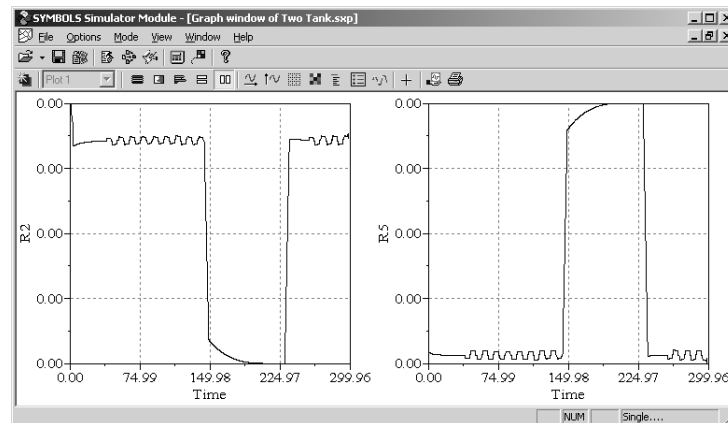 SYMBOLS Simulator Module - [Graph window of Two Tank.sxp]
File Options Mode View Window Help
Plot 1
0.00 0.00
0.00 0.00
R2 0.00 R5 0.00
0.00 0.00
0.00 0.00
0.00 74.99 149.98 224.97 299.96 0.00 74.99 149.98 224.97 299.96
Time Time
NUM Single....